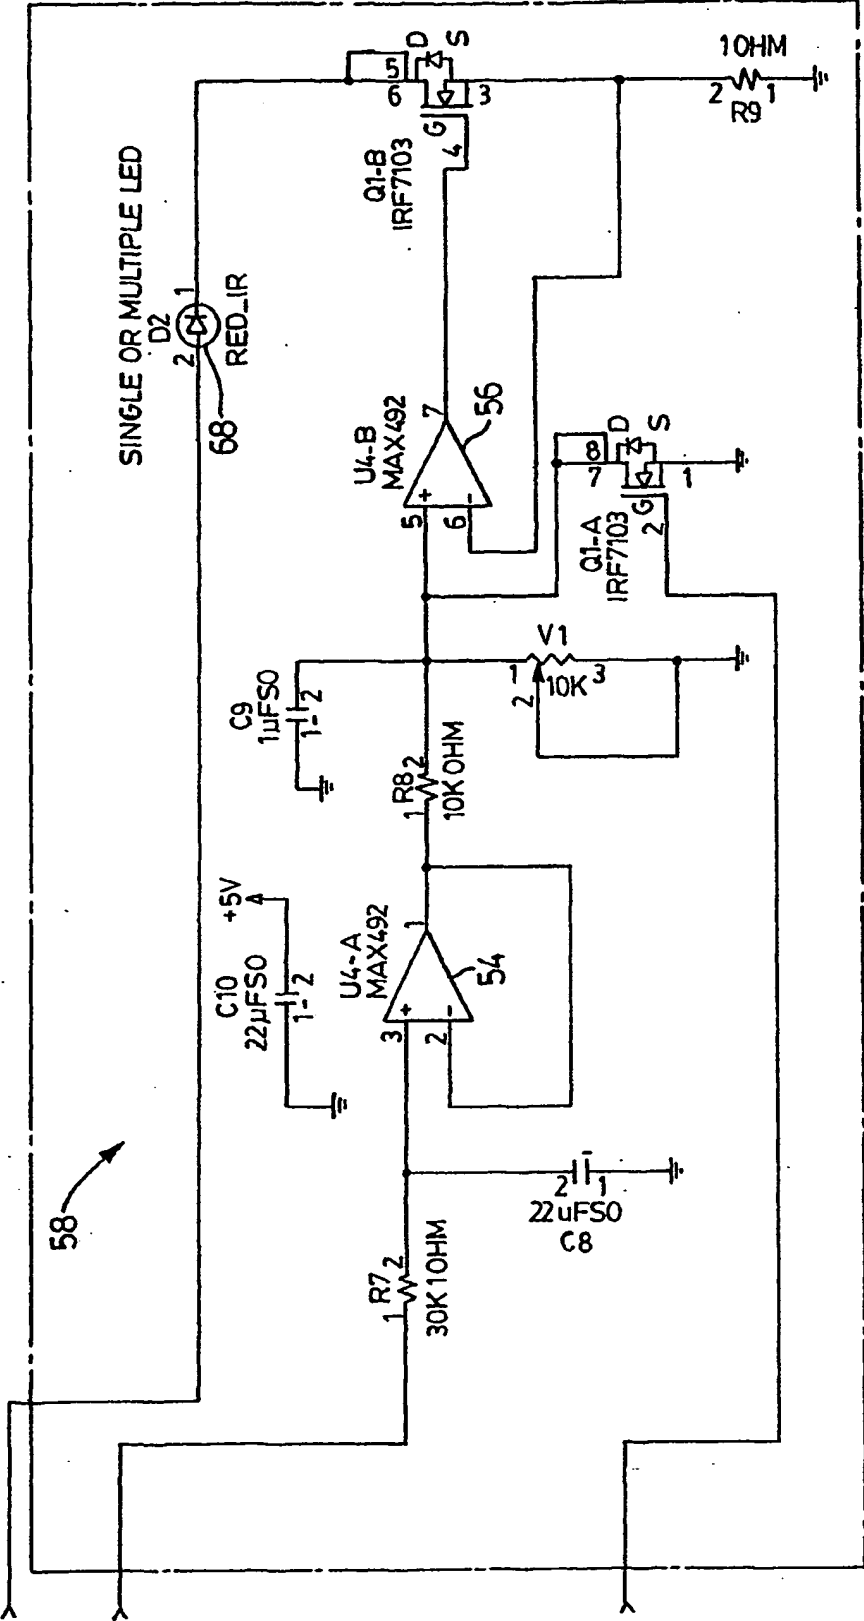 SINGLE OR MULTIPLE LED
D2
2 1
RED_IR
68
5
6
D
S
3
G
4
Q1-B
IRF7103
1OHM
2 1
R9
U4-B
MAX492
7
56
5 +
6 -
8
7
D
S
1
G
2
Q1-A
IRF7103
V1
1 3
10K
2
C9
1µFSO
1- 2
1 R8 2
10K OHM
+5V
C10
22µFSO
1- 2
U4-A
MAX492
1
54
3 +
2 -
58
1 R7 2
30K1OHM
2 - 1
22uFSO
C8